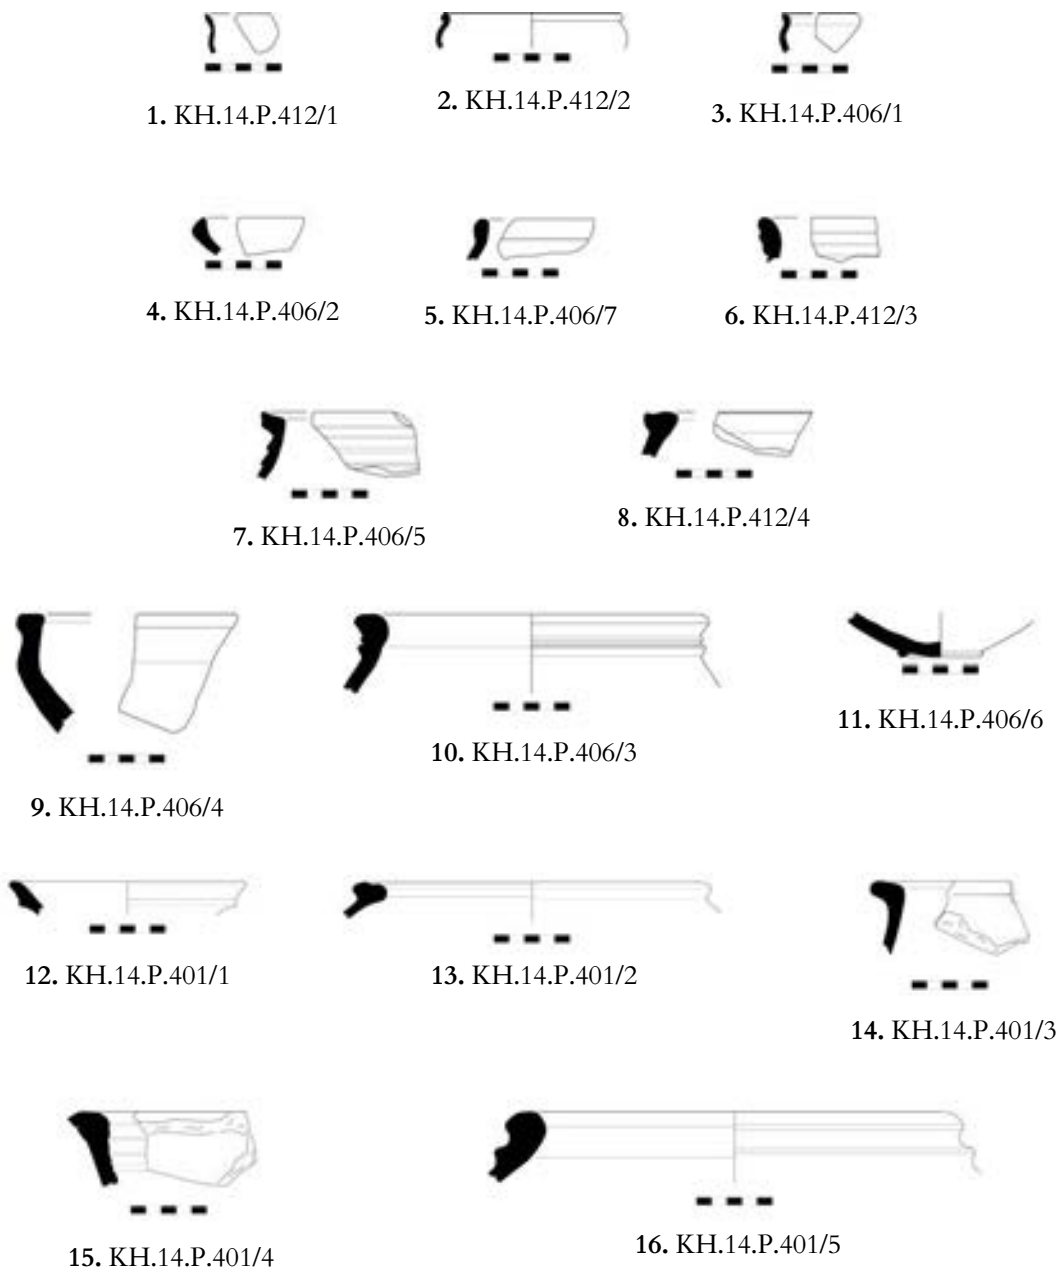 1. KH.14.P.412/1
2. KH.14.P.412/2
3. KH.14.P.406/1
4. KH.14.P.406/2
5. KH.14.P.406/7
6. KH.14.P.412/3
7. KH.14.P.406/5
8. KH.14.P.412/4
9. KH.14.P.406/4
10. KH.14.P.406/3
11. KH.14.P.406/6
12. KH.14.P.401/1
13. KH.14.P.401/2
14. KH.14.P.401/3
15. KH.14.P.401/4
16. KH.14.P.401/5